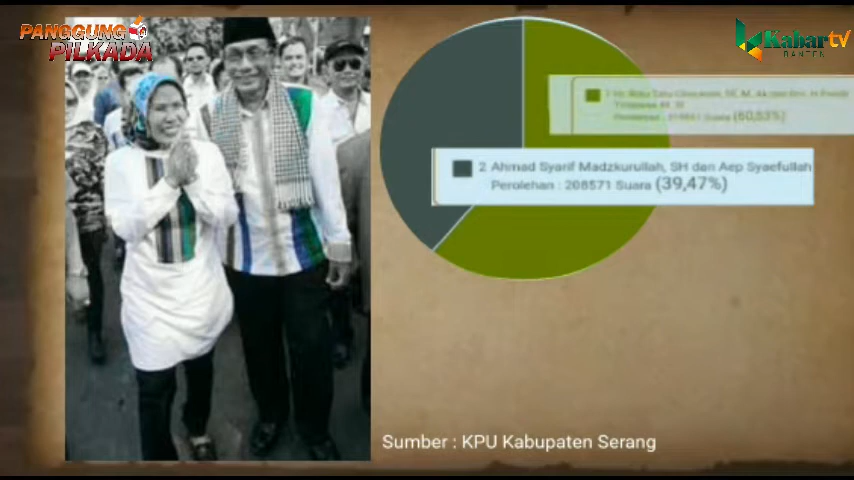 PANGGUNG
PILKADA
Kabar tv
BANTEN
(60,53%)
2 Ahmad Syarif Madzkurullah, SH dan Aep Syaefullah
Perolehan : 208571 Suara (39,47%)
Sumber : KPU Kabupaten Serang